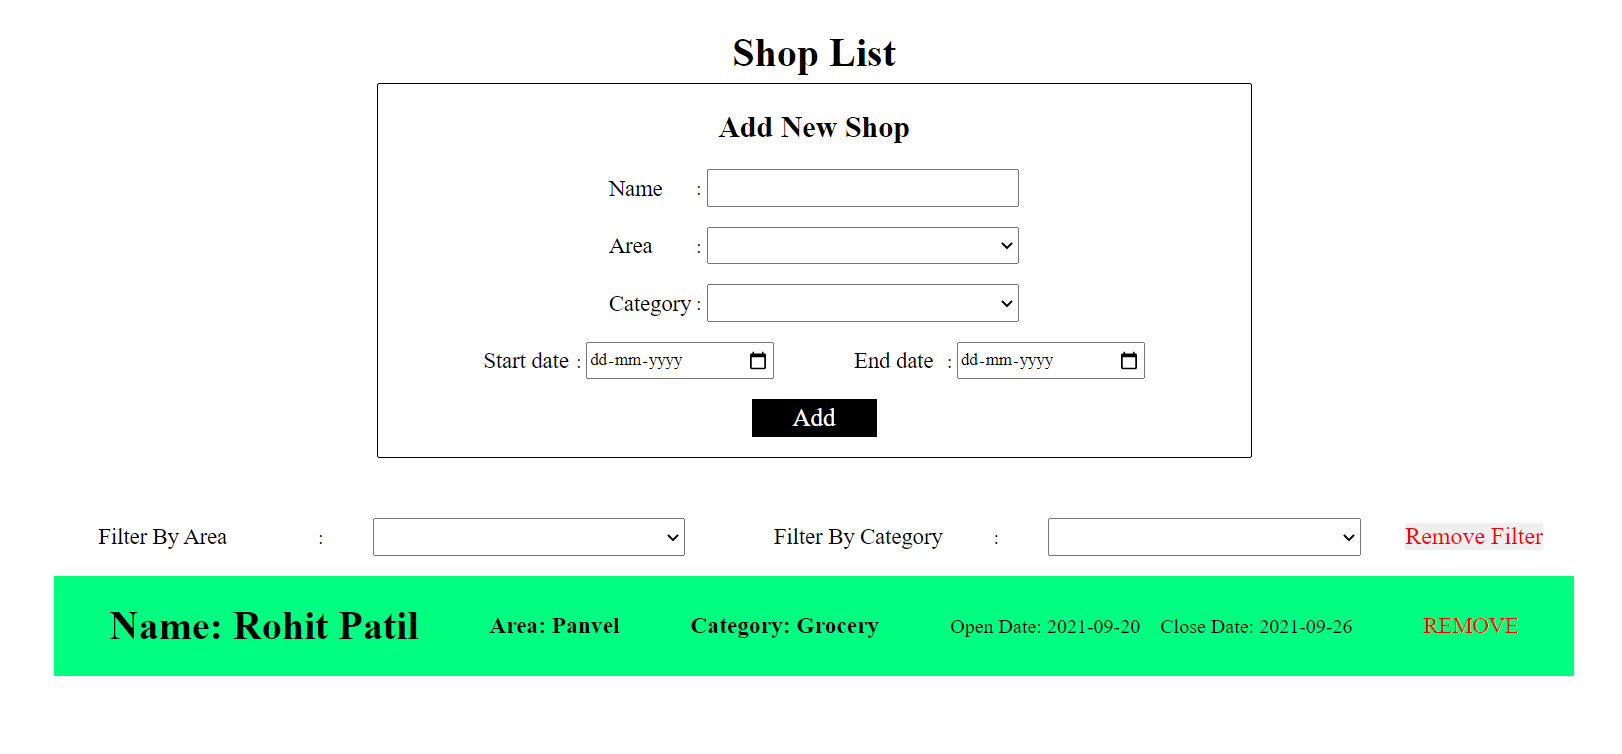 Shop List
Add New Shop
Name :
Area :
Category :
Start date : dd-mm-yyyy End date : dd-mm-yyyy
Add
Filter By Area : Filter By Category : Remove Filter
Name: Rohit Patil Area: Panvel Category: Grocery Open Date: 2021-09-20 Close Date: 2021-09-26 REMOVE